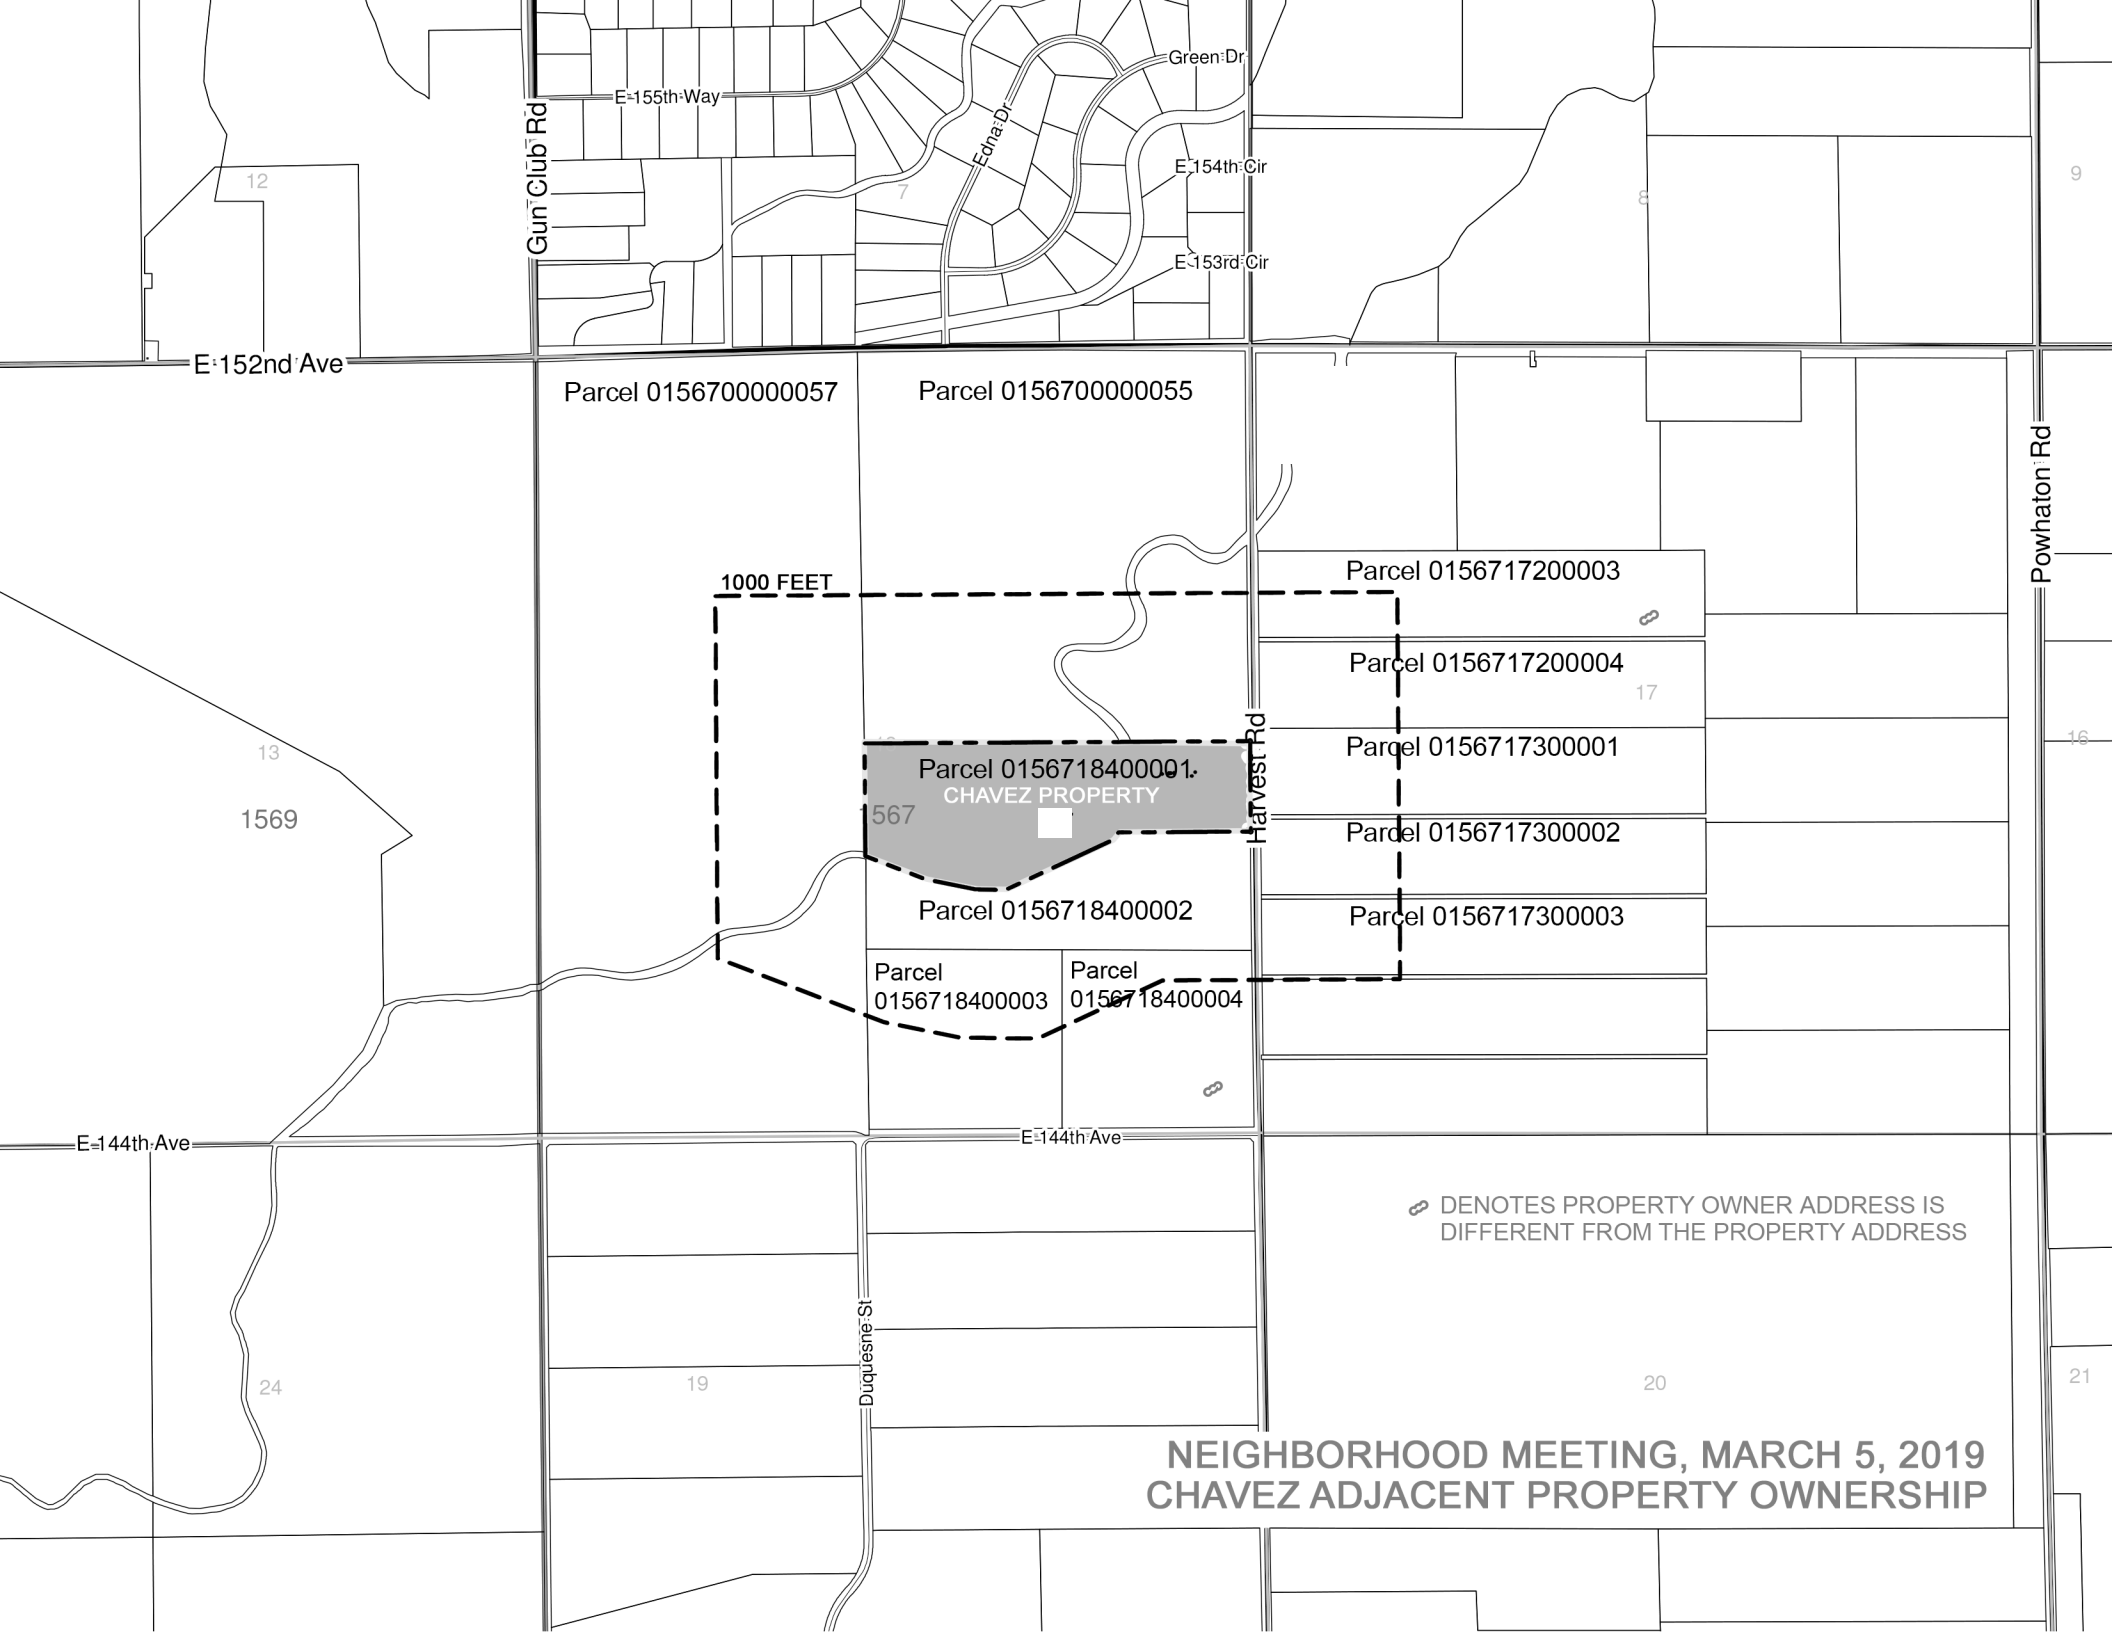 Green Dr
E 155th Way
Gun Club Rd
Edna Dr
E 154th Cir
12
7
8
9
E 153rd Cir
E 152nd Ave
Parcel 0156700000057
Parcel 0156700000055
Powhaton Rd
1000 FEET
Parcel 0156717200003
Parcel 0156717200004
17
13
16
Harvest Rd
Parcel 0156717300001
Parcel 0156718400001
CHAVEZ PROPERTY
1569
567
Parcel 0156717300002
Parcel 0156718400002
Parcel 0156717300003
Parcel
0156718400003
Parcel
0156718400004
E 144th Ave
E 144th Ave
DENOTES PROPERTY OWNER ADDRESS IS
DIFFERENT FROM THE PROPERTY ADDRESS
Duquesne St
24
19
20
21
NEIGHBORHOOD MEETING, MARCH 5, 2019
CHAVEZ ADJACENT PROPERTY OWNERSHIP